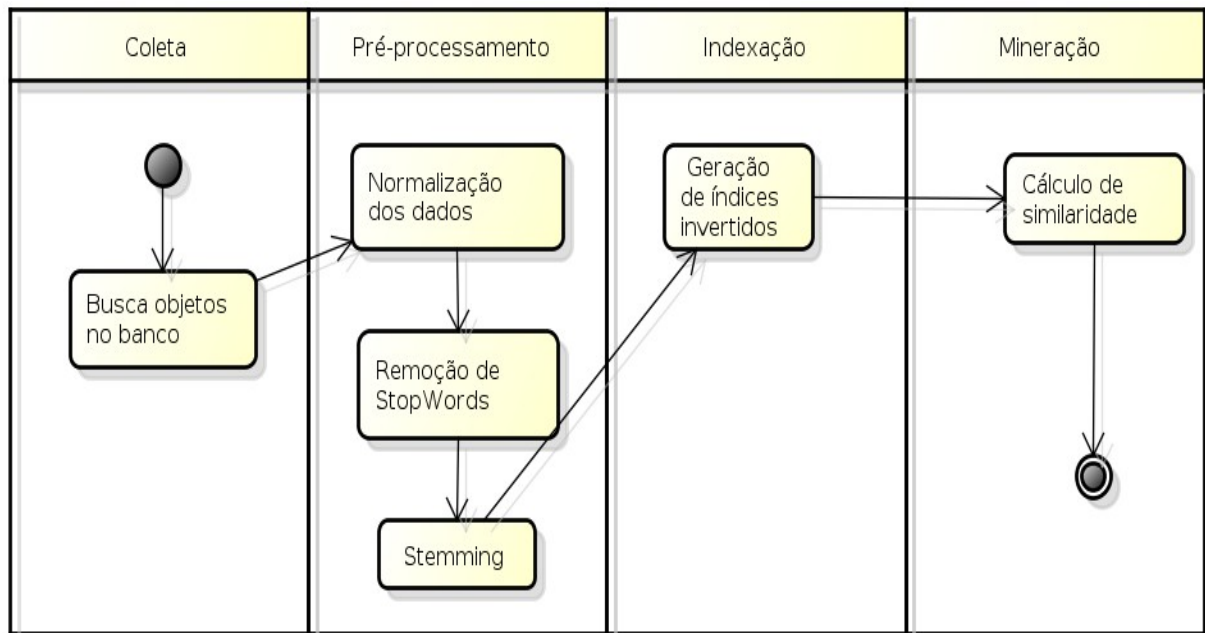 Coleta
Pré-processamento
Indexação
Mineração
Busca objetos
no banco
Normalização
dos dados
Remoção de
StopWords
Stemming
Geração
de índices
invertidos
Cálculo de
similaridade